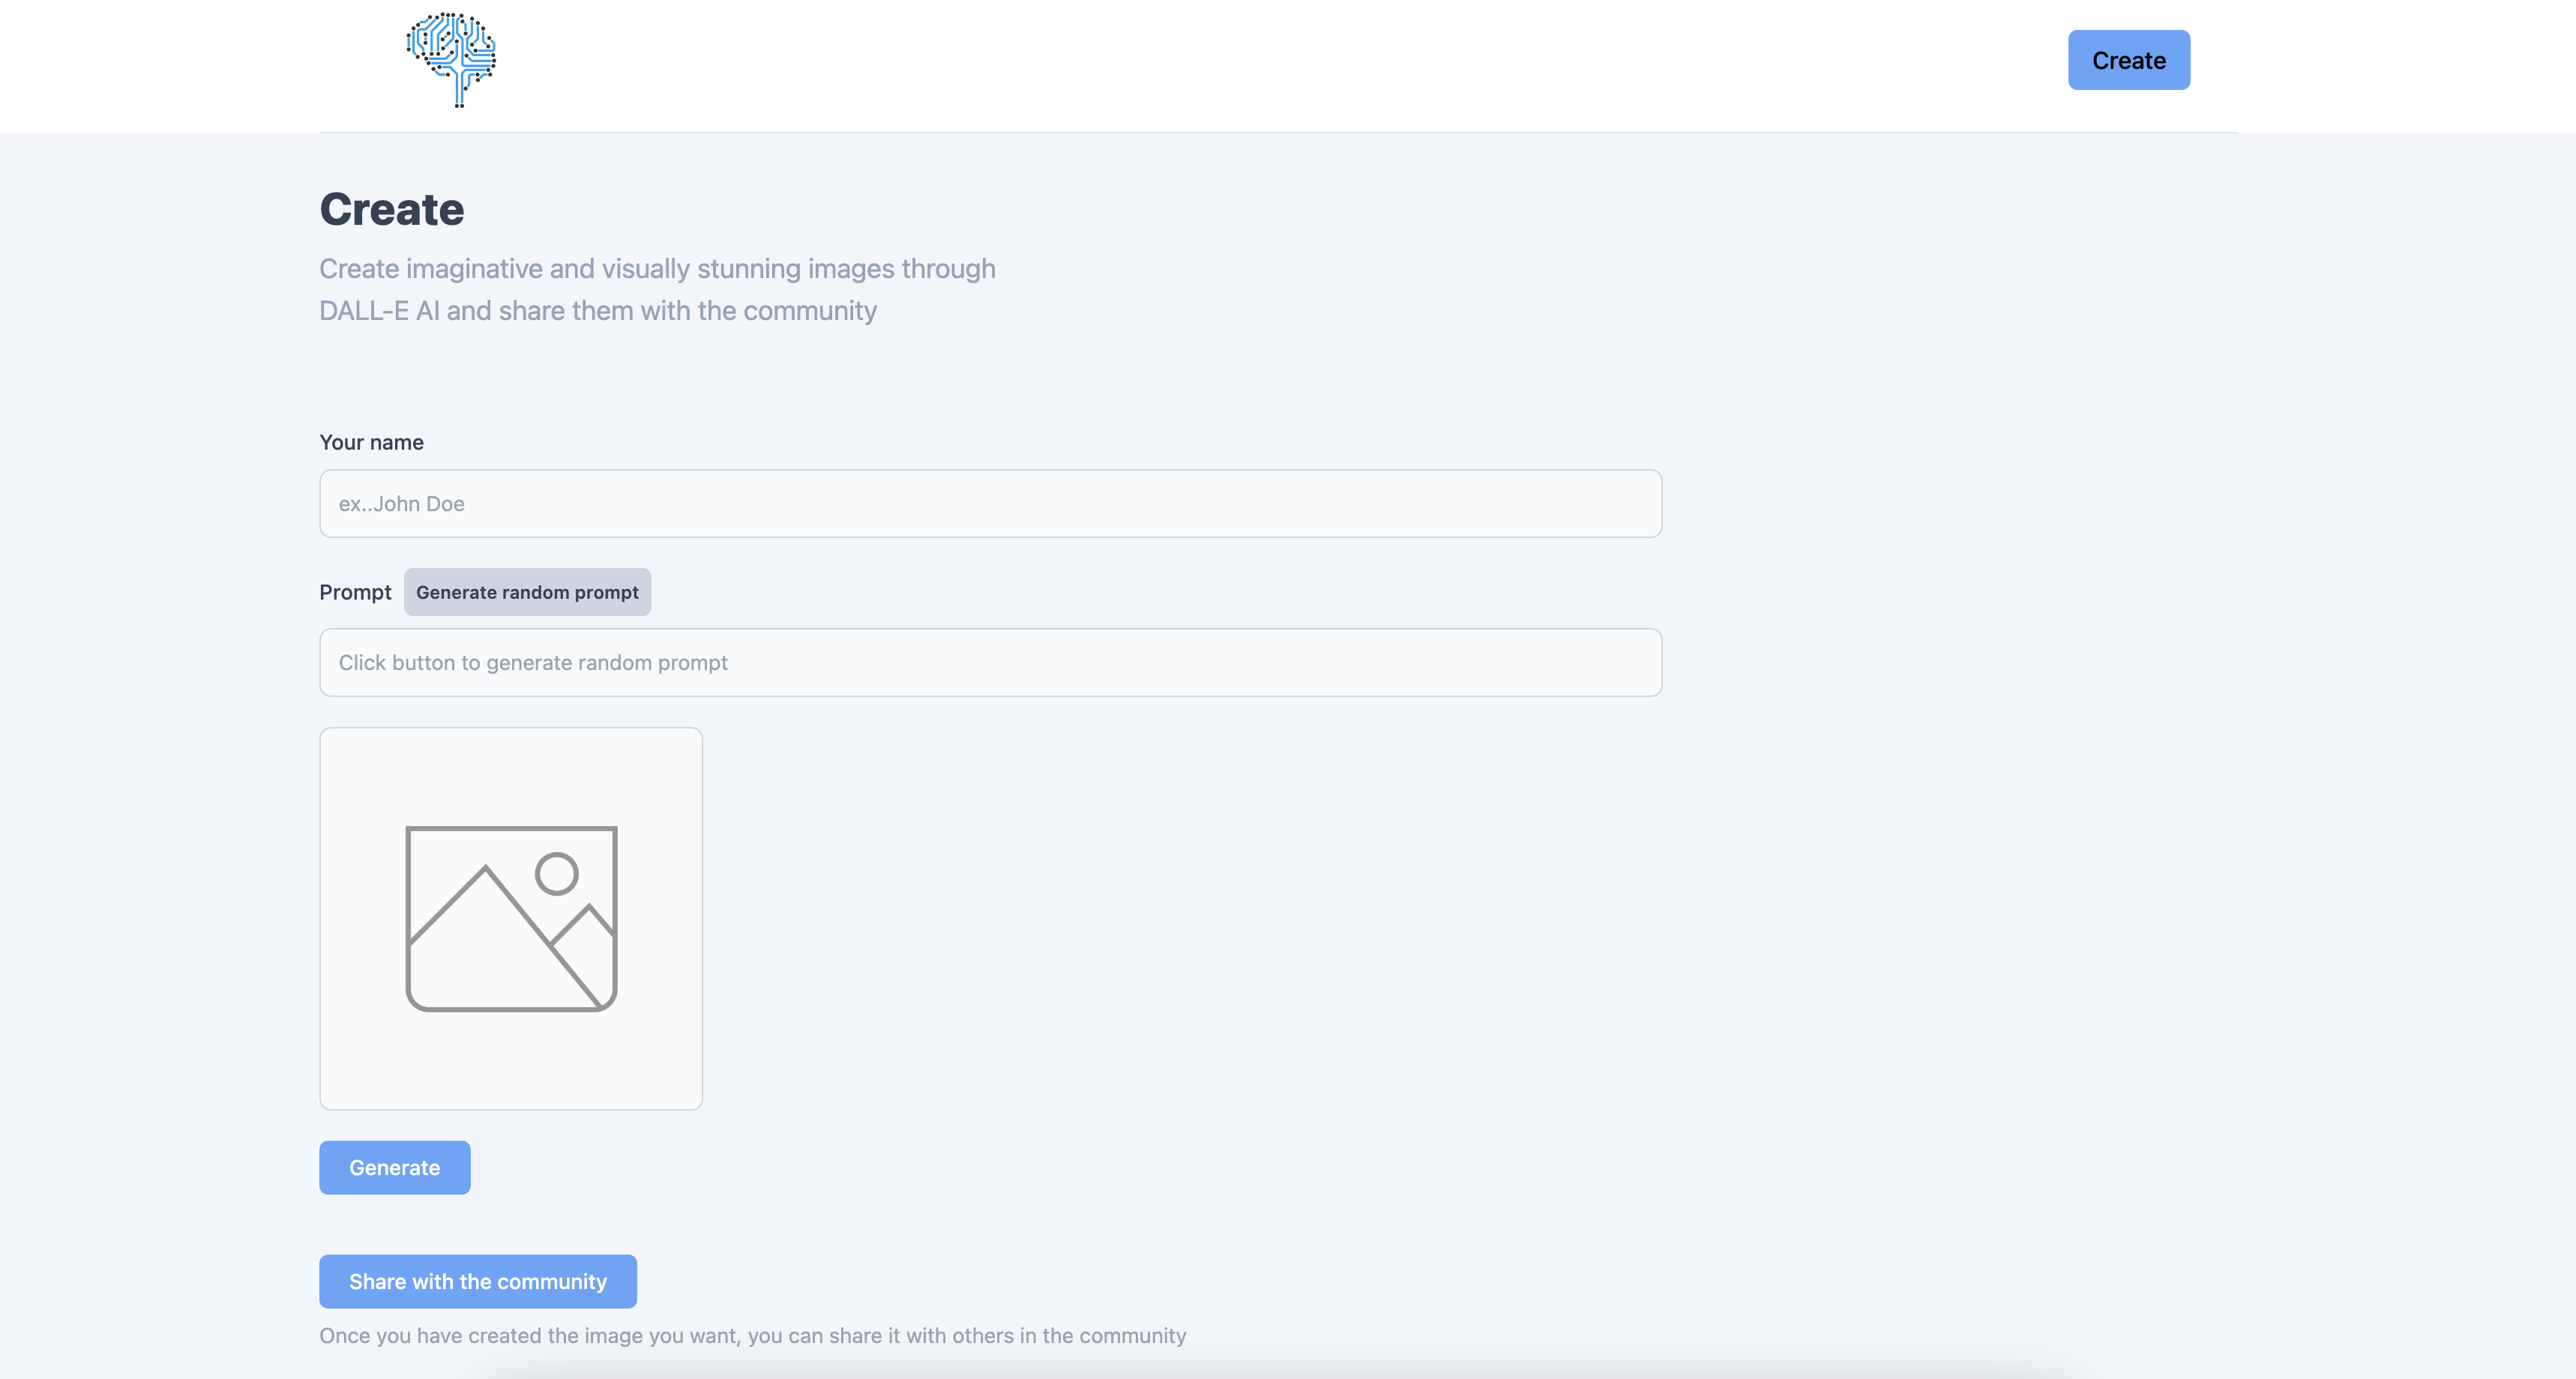 Create
Create
Create imaginative and visually stunning images through
DALL-E AI and share them with the community
Your name
ex..John Doe
Prompt
Generate random prompt
Click button to generate random prompt
Generate
Share with the community
Once you have created the image you want, you can share it with others in the community